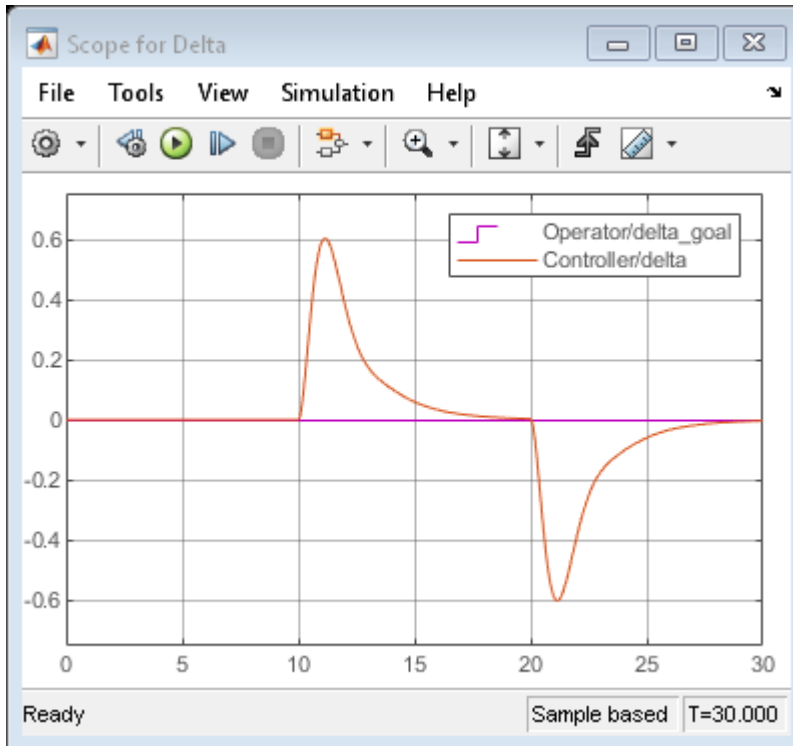 Scope for Delta
File Tools View Simulation Help
Operator/delta_goal
Controller/delta
0.6
0.4
0.2
0
-0.2
-0.4
-0.6
0 5 10 15 20 25 30
Ready Sample based T=30.000